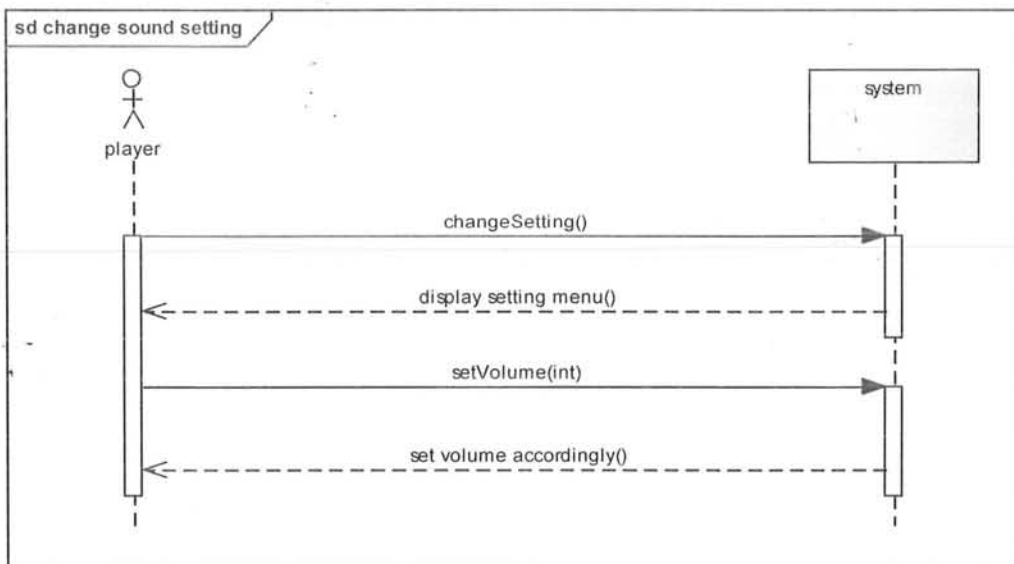 sd change sound setting
player
system
changeSetting()
display setting menu()
setVolume(int)
set volume accordingly()